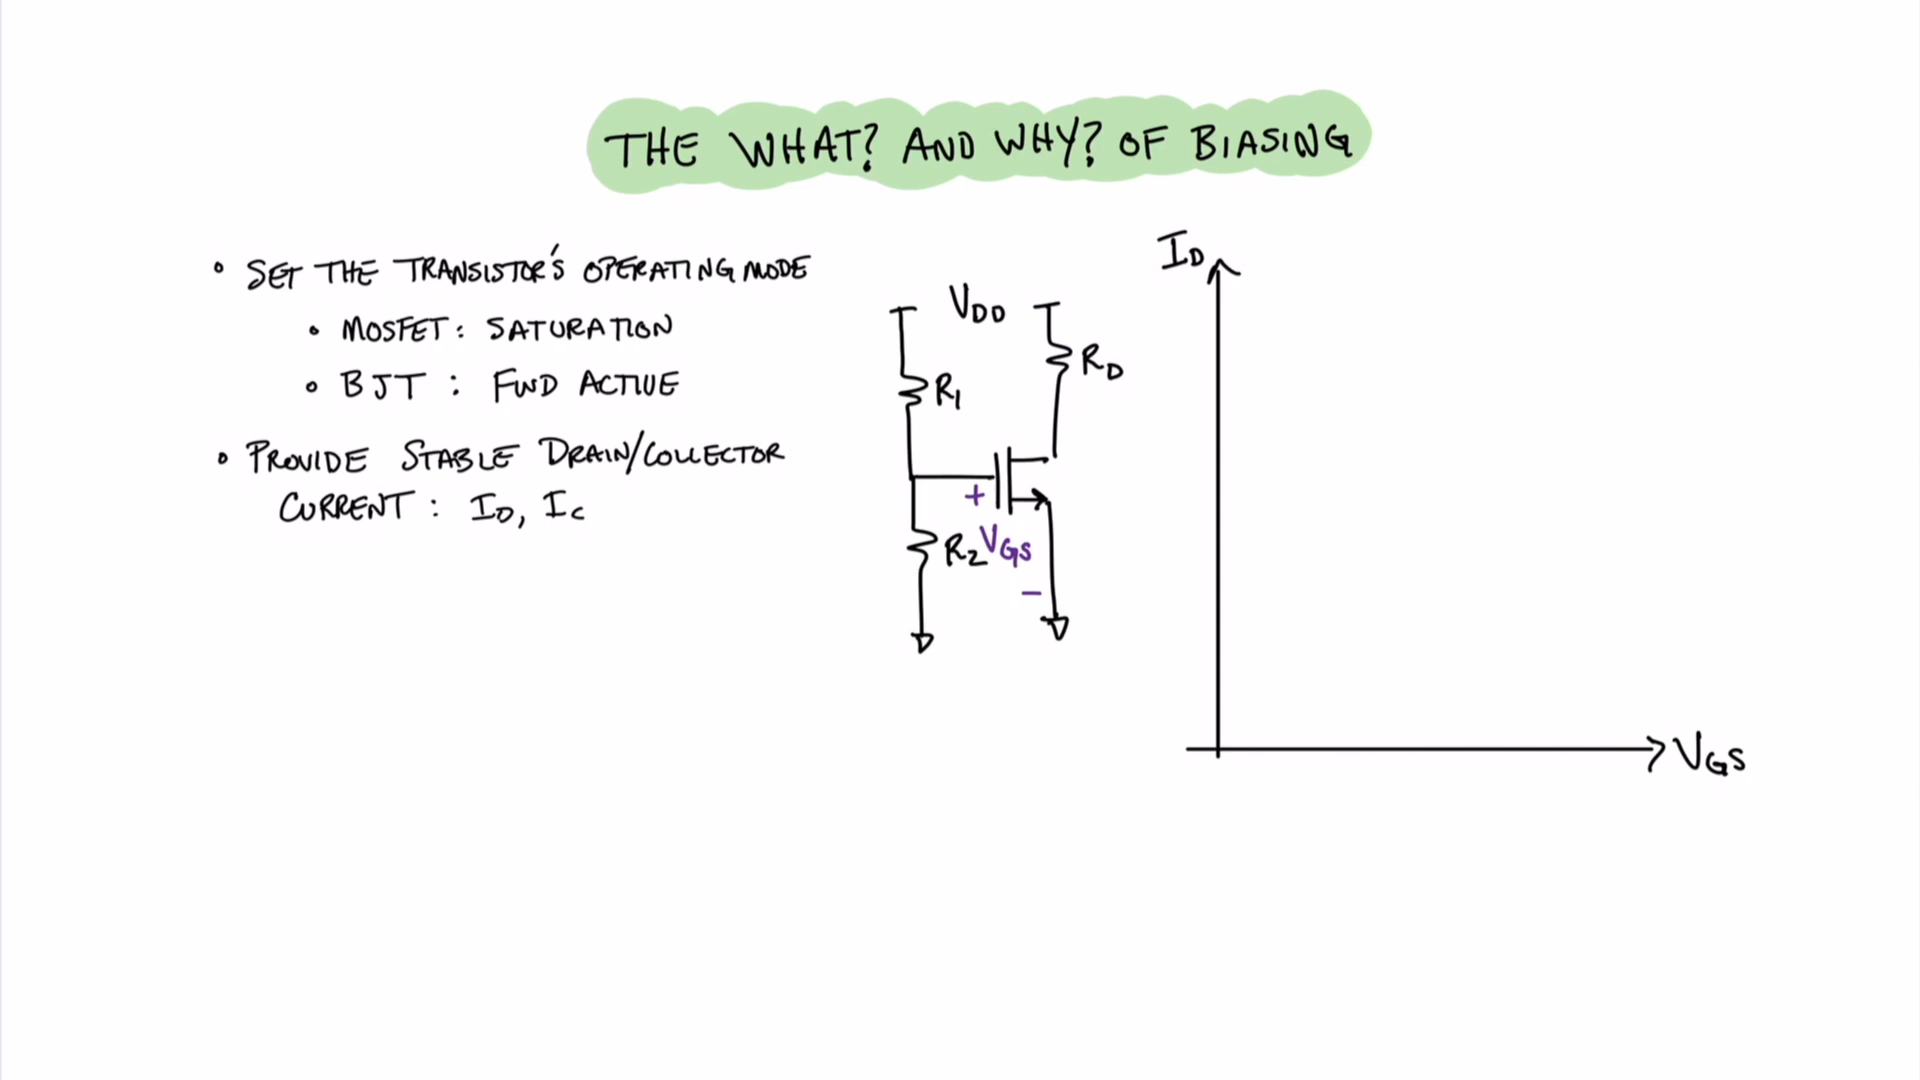 THE WHAT? AND WHY? OF BIASING
• SET THE TRANSISTOR'S OPERATING MODE
• MOSFET: SATURATION
• BJT: FWD ACTIVE
• PROVIDE STABLE DRAIN/COLLECTOR
CURRENT: ID, IC
VDD
R1
RD
+
R2 VGS
−
ID
VGS